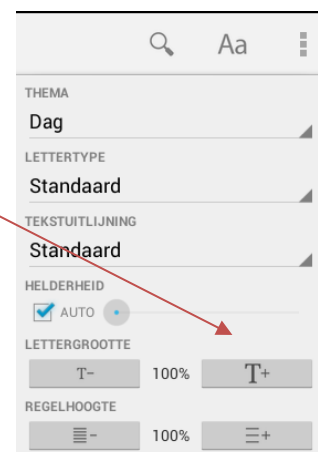 Aa
THEMA
Dag
LETTERTYPE
Standaard
TEKSTUITLIJNING
Standaard
HELDERHEID
AUTO
LETTERGROOTTE
T- 100% T+
REGELHOOGTE
- 100% +